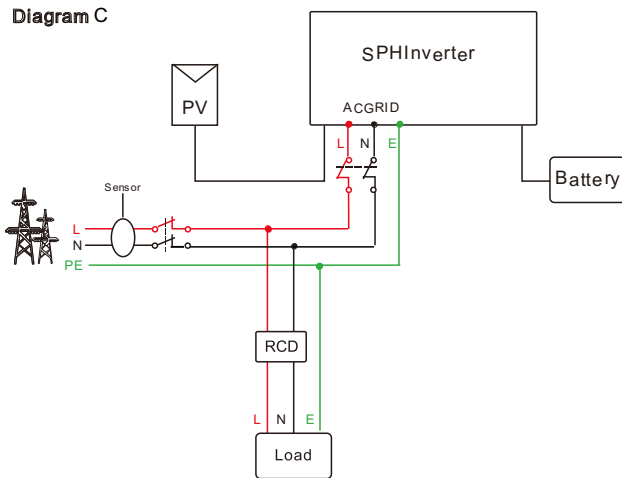 Diagram C
SPHInverter
ACGRID
PV
L N E
Battery
Sensor
L
N
PE
RCD
L N E
Load